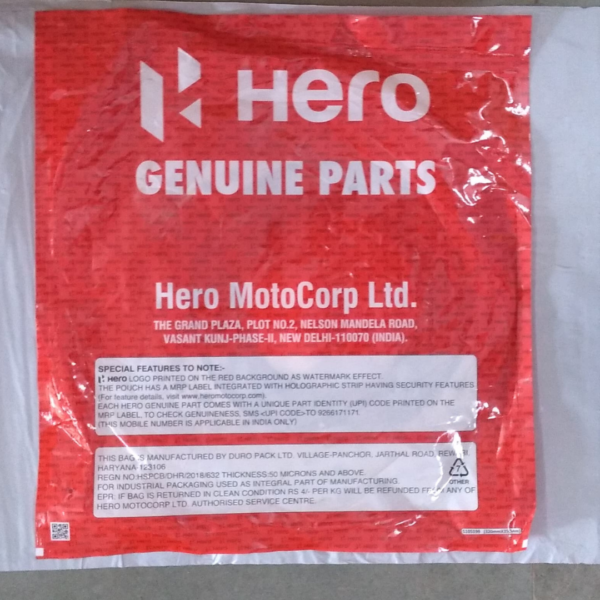 Hero
GENUINE PARTS
Hero MotoCorp Ltd.
THE GRAND PLAZA, PLOT NO.2, NELSON MANDELA ROAD,
VASANT KUNJ-PHASE-II, NEW DELHI-110070 (INDIA).
SPECIAL FEATURES TO NOTE:-
Hero LOGO PRINTED ON THE RED BACKGROUND AS WATERMARK EFFECT.
THE POUCH HAS A MRP LABEL INTEGRATED WITH HOLOGRAPHIC STRIP HAVING SECURITY FEATURES
(For feature details, visit www.heromotocorp.com).
EACH HERO GENUINE PART COMES WITH A UNIQUE PART IDENTITY (UPI) CODE PRINTED ON THE
MRP LABEL, TO CHECK GENUINENESS, SMS <UPI CODE> TO 9266171171
(THIS MOBILE NUMBER IS APPLICABLE IN INDIA ONLY)
THIS BAG IS MANUFACTURED BY DURO PACK LTD. VILLAGE-PANCHOR, JARTHAL ROAD, REWARI,
HARYANA-123106
REGN NO:HSPCB/DHR/2018/632 THICKNESS:50 MICRONS AND ABOVE.
FOR INDUSTRIAL PACKAGING USED AS INTEGRAL PART OF MANUFACTURING.
EPR. IF BAG IS RETURNED IN CLEAN CONDITION RS 4/- PER KG WILL BE REFUNDED FROM ANY OF
HERO MOTOCORP LTD. AUTHORISED SERVICE CENTRE.
7
OTHER